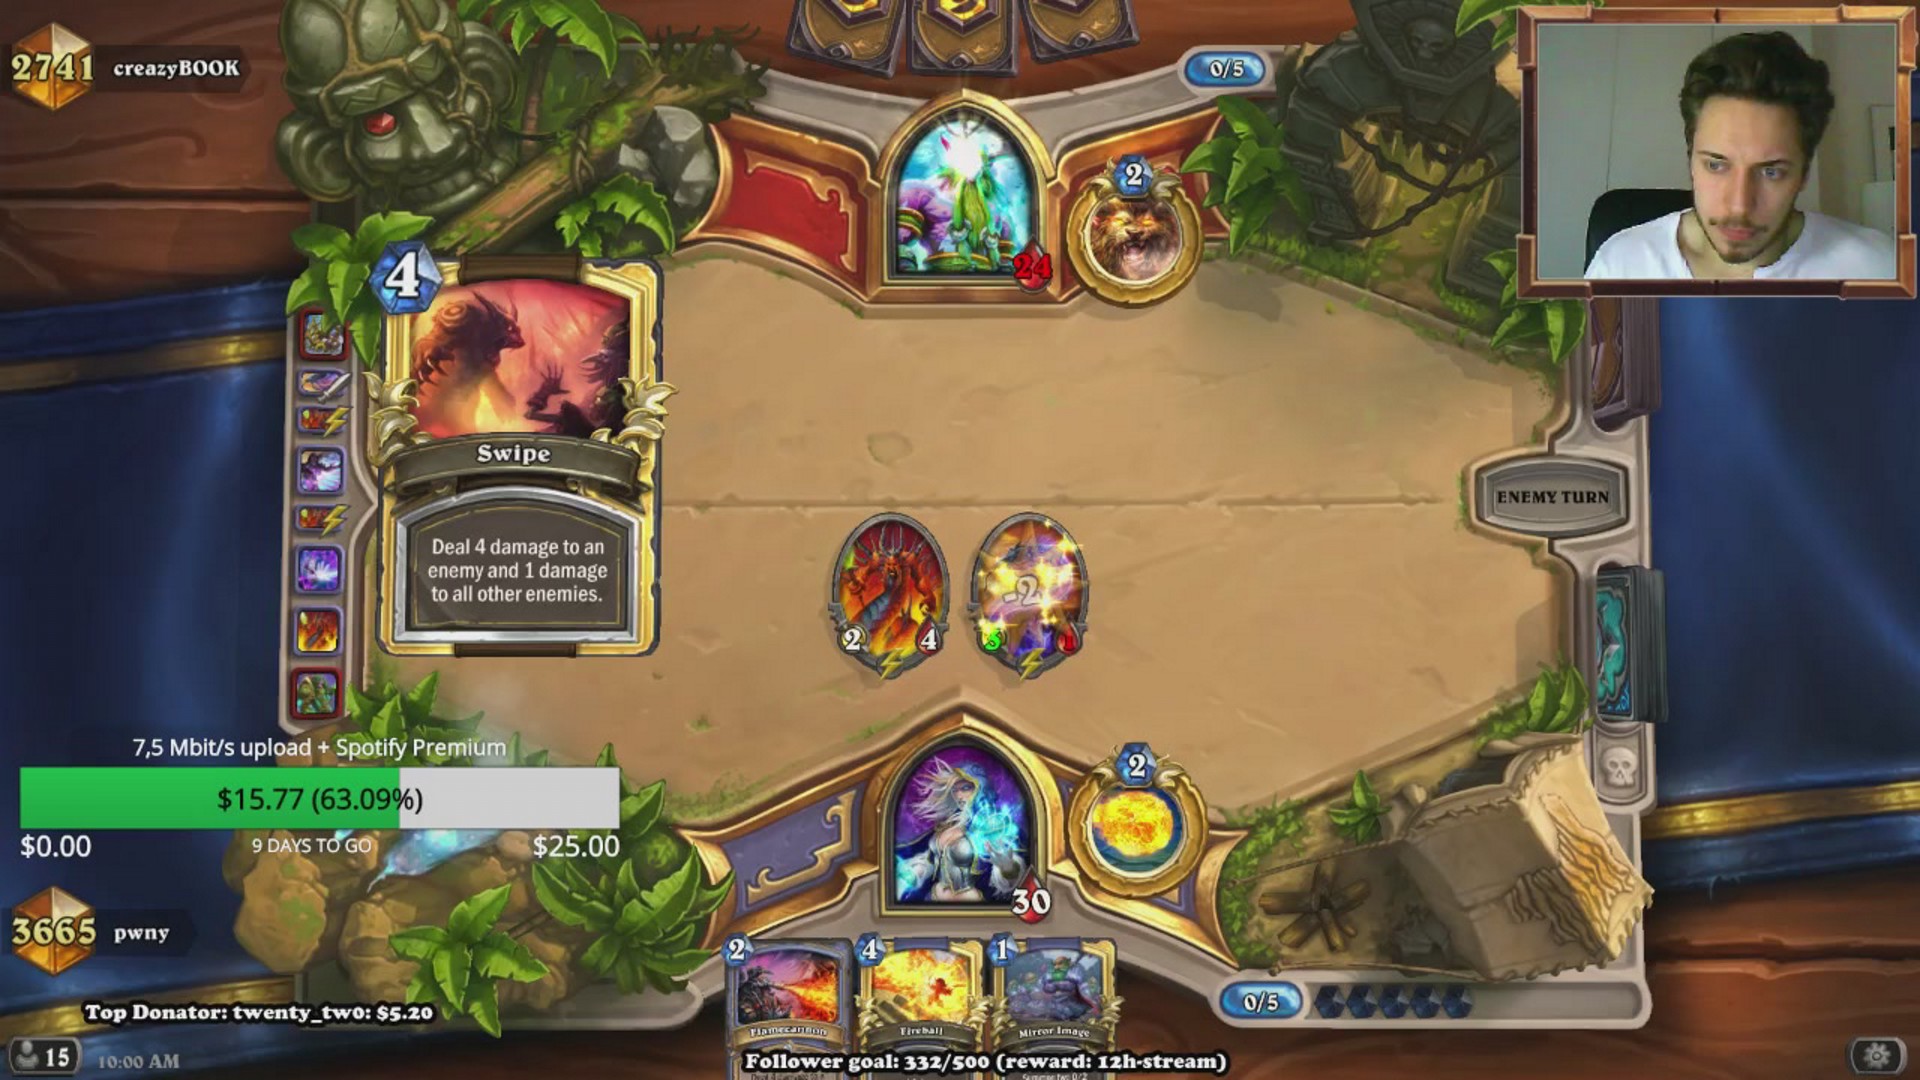 2741 creazyBOOK
0/5
2
24
4
Swipe
Deal 4 damage to an
enemy and 1 damage
to all other enemies.
ENEMY TURN
-2
2 4
1
7,5 Mbit/s upload + Spotify Premium
$15.77 (63.09%)
$0.00 9 DAYS TO GO $25.00
2
30
3665 pwny
2 4 1
0/5
Top Donator: twenty_tw0: $5.20
Flamecannon Fireball Mirror Image
15 10:00 AM
Follower goal: 332/500 (reward: 12h-stream)